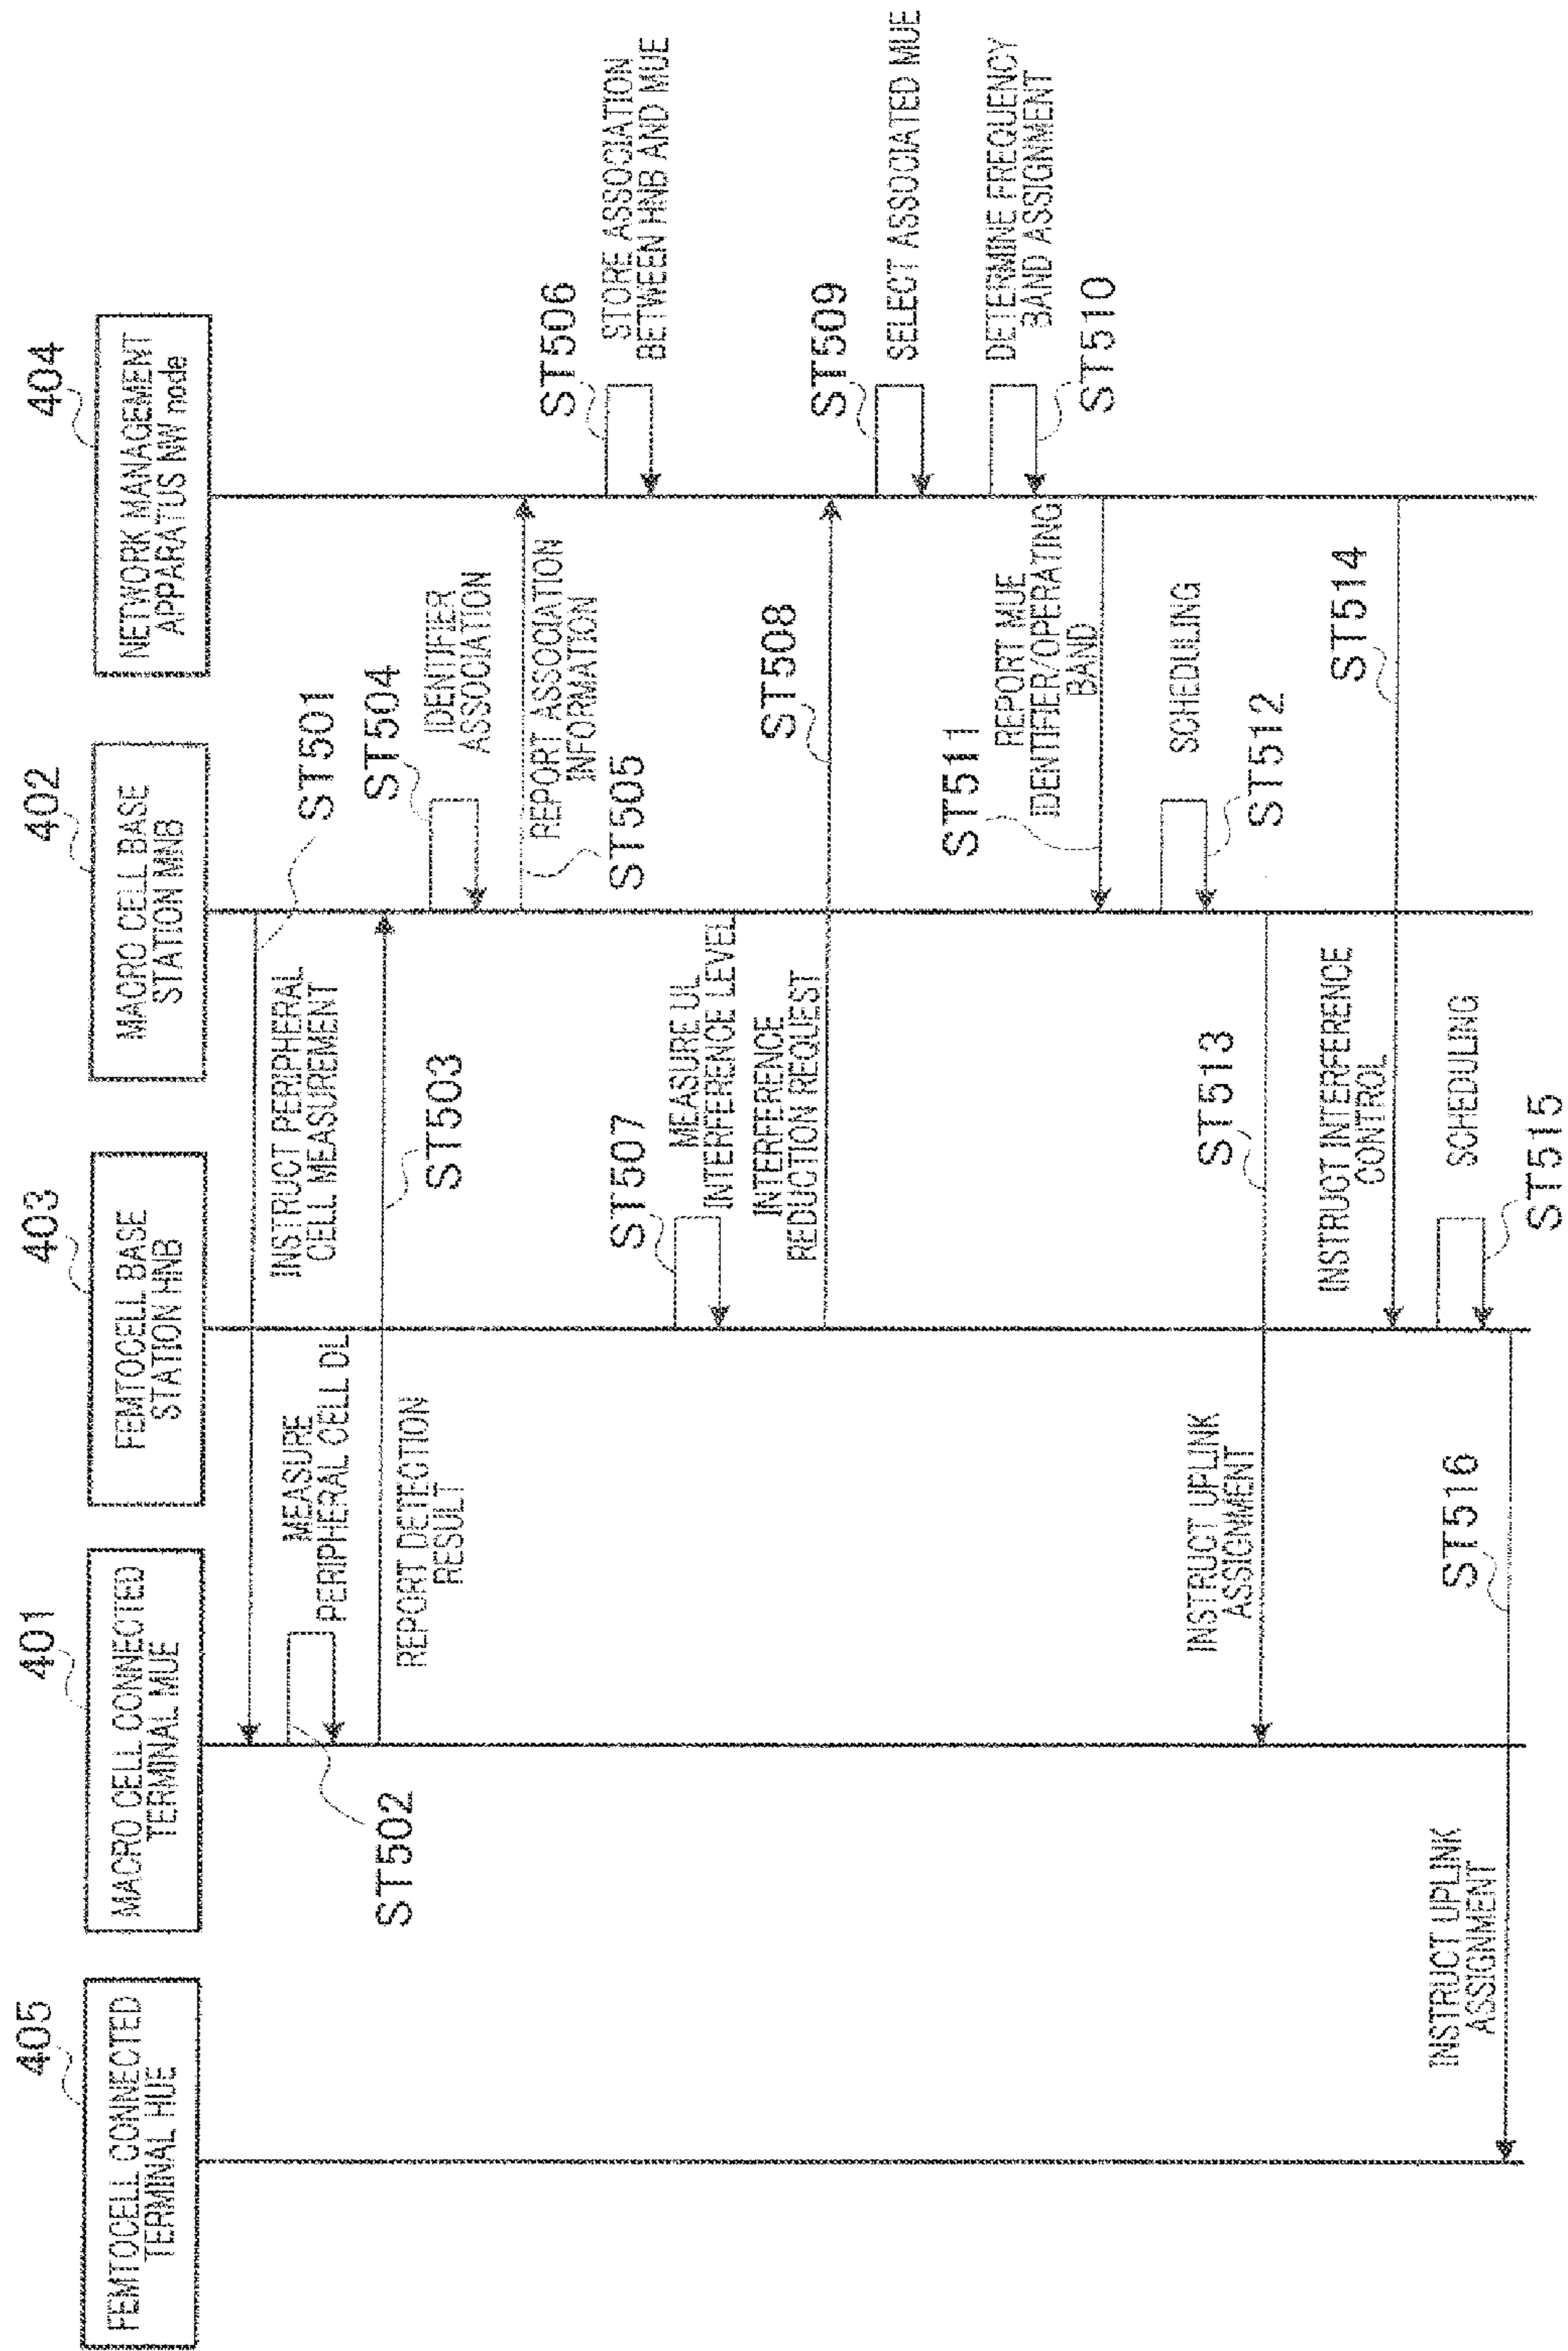 405
FEMTOCELL CONNECTED
TERMINAL HUE
401
MACRO CELL CONNECTED
TERMINAL MUE
403
FEMTOCELL BASE
STATION HNB
402
MACRO CELL BASE
STATION MNB
404
NETWORK MANAGEMENT
APPARATUS NW node
ST501
INSTRUCT PERIPHERAL
CELL MEASUREMENT
ST502
MEASURE
PERIPHERAL CELL DL
REPORT DETECTION
RESULT
ST503
ST504
IDENTIFIER
ASSOCIATION
REPORT ASSOCIATION
INFORMATION
ST505
ST506
STORE ASSOCIATION
BETWEEN HNB AND MUE
ST507
MEASURE UL
INTERFERENCE LEVEL
INTERFERENCE
REDUCTION REQUEST
ST508
ST509
SELECT ASSOCIATED MUE
DETERMINE FREQUENCY
BAND ASSIGNMENT
ST510
ST511
REPORT MUE
IDENTIFIER/OPERATING
BAND
SCHEDULING
ST512
INSTRUCT UPLINK
ASSIGNMENT
ST513
INSTRUCT INTERFERENCE
CONTROL
ST514
SCHEDULING
ST515
INSTRUCT UPLINK
ASSIGNMENT
ST516